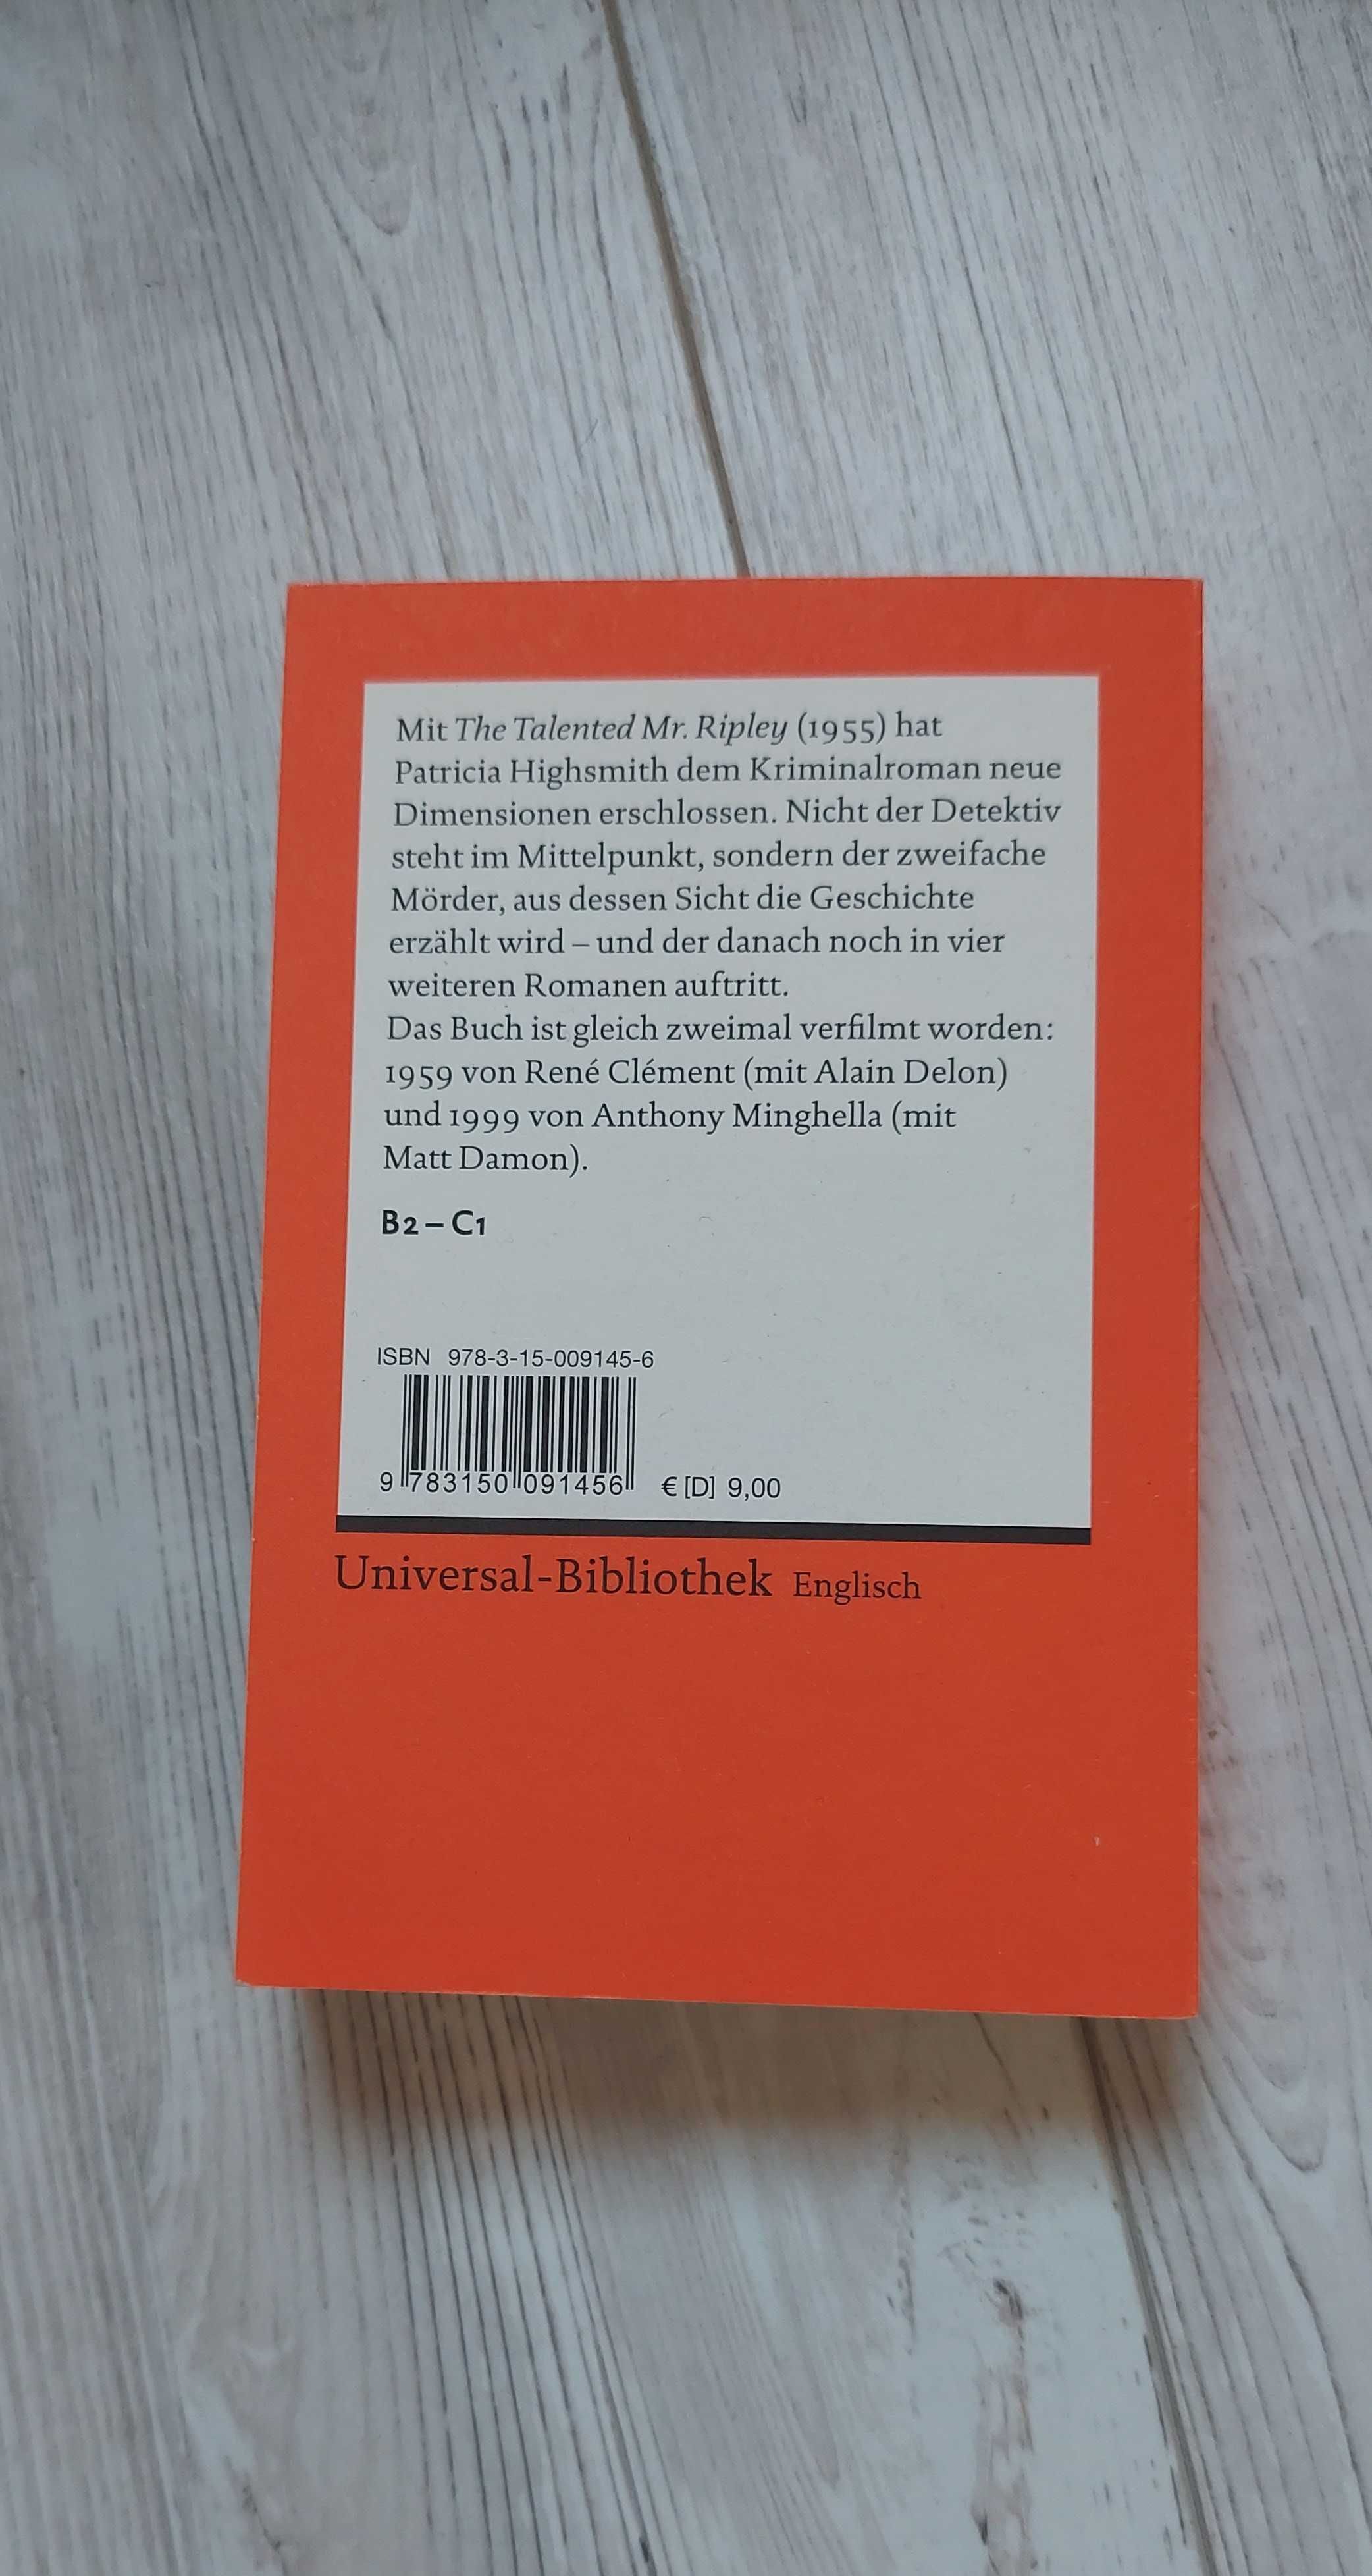 Mit The Talented Mr. Ripley (1955) hat
Patricia Highsmith dem Kriminalroman neue
Dimensionen erschlossen. Nicht der Detektiv
steht im Mittelpunkt, sondern der zweifache
Mörder, aus dessen Sicht die Geschichte
erzählt wird – und der danach noch in vier
weiteren Romanen auftritt.
Das Buch ist gleich zweimal verfilmt worden:
1959 von René Clément (mit Alain Delon)
und 1999 von Anthony Minghella (mit
Matt Damon).
B2 – C1
ISBN 978-3-15-009145-6
9 783150 091456 € [D] 9,00
Universal-Bibliothek Englisch